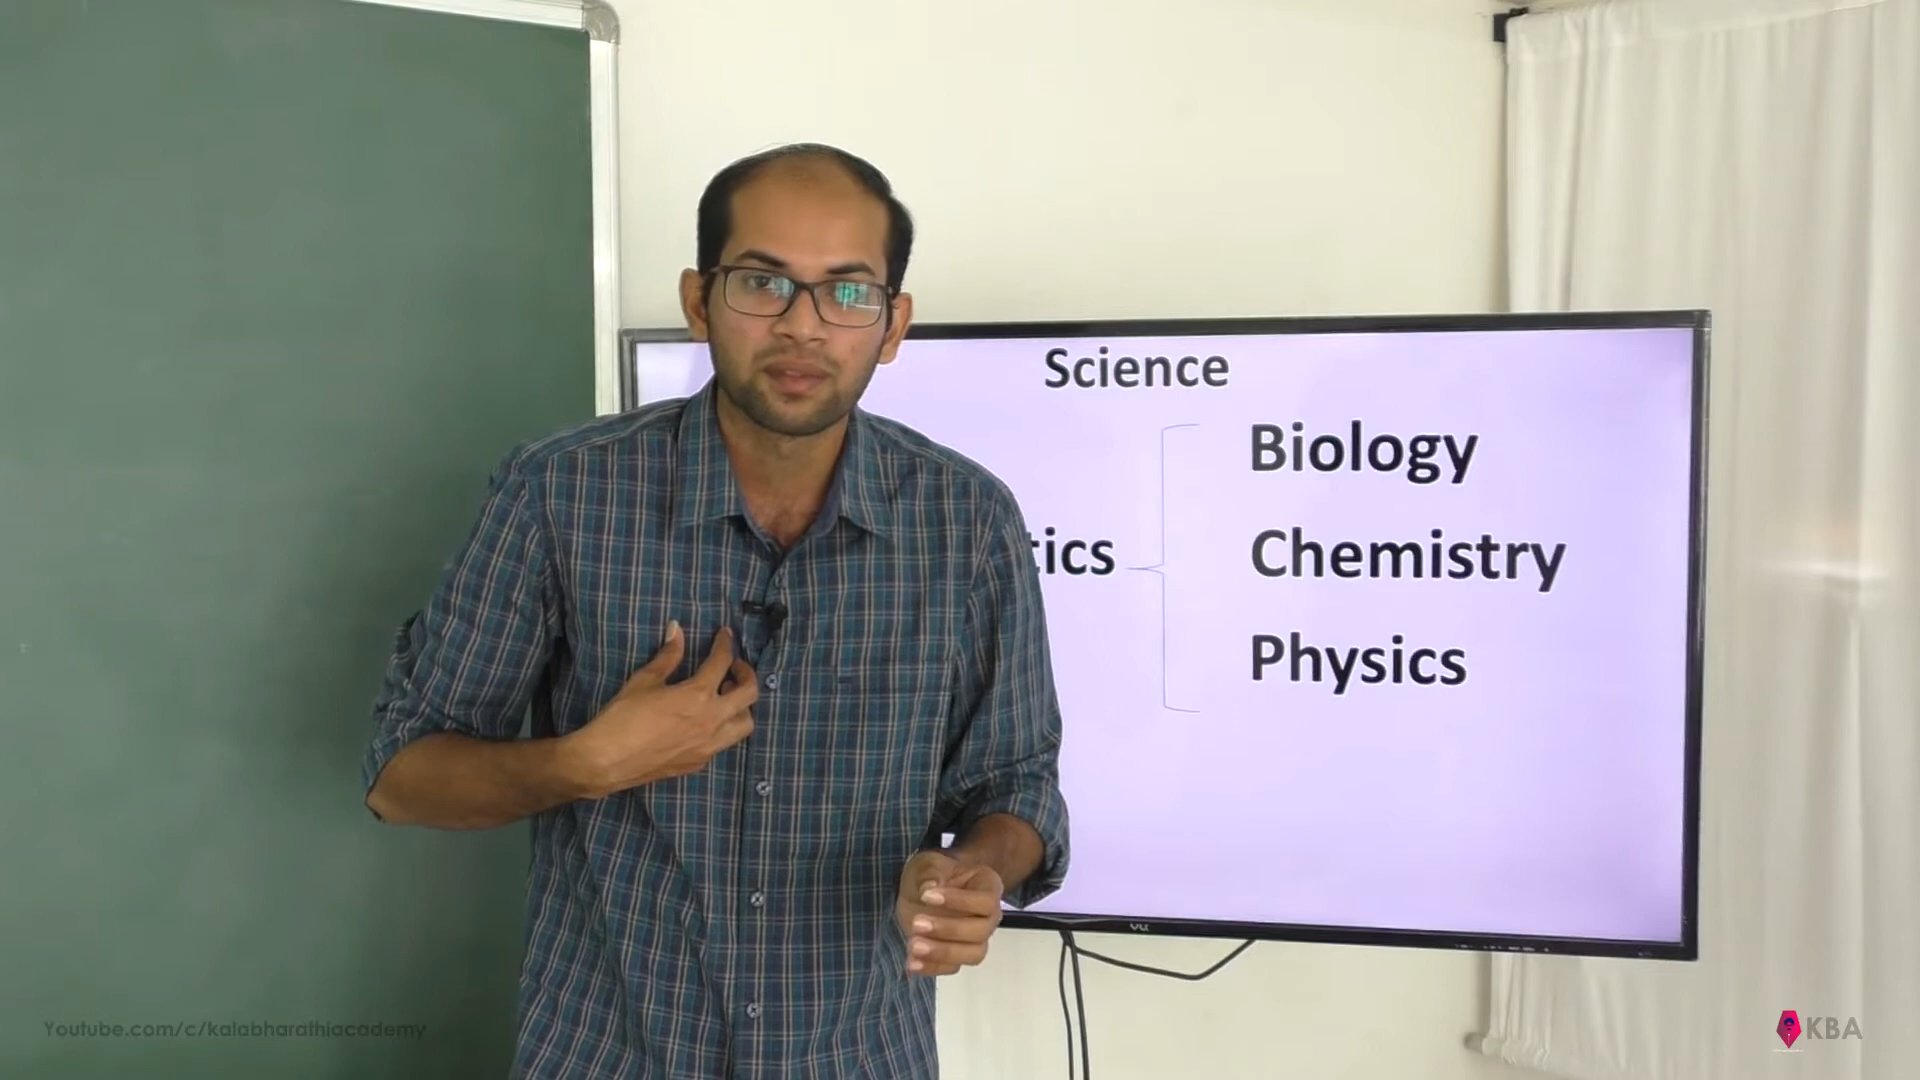 Science
Biology
tics
Chemistry
Physics
Youtube.com/c/kalabharathiacademy
KBA